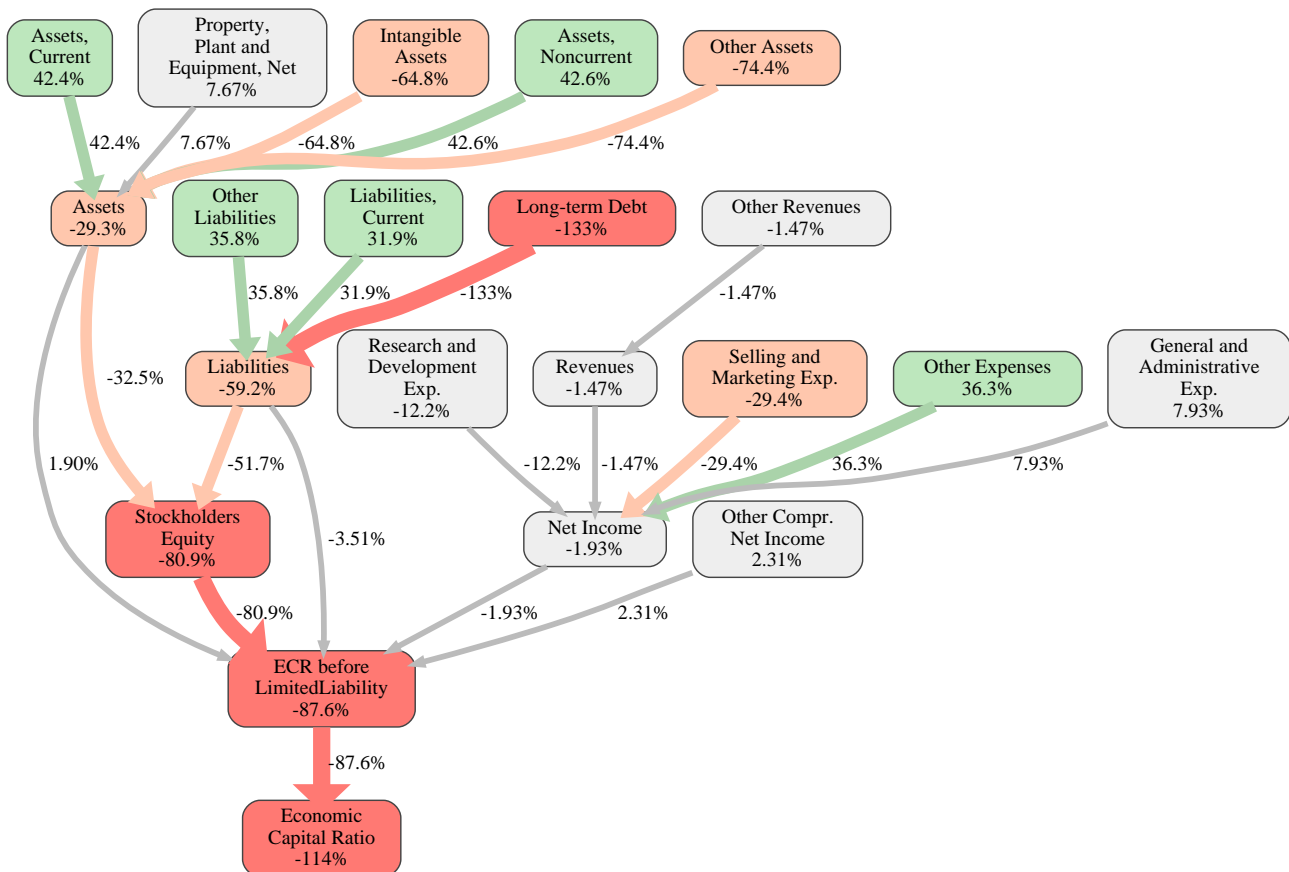 Assets,
Current
42.4%
Property,
Plant and
Equipment, Net
7.67%
Intangible
Assets
-64.8%
Assets,
Noncurrent
42.6%
Other Assets
-74.4%
42.4%
7.67%
-64.8%
42.6%
-74.4%
Assets
-29.3%
Other
Liabilities
35.8%
Liabilities,
Current
31.9%
Long-term Debt
-133%
Other Revenues
-1.47%
35.8%
31.9%
-133%
-1.47%
Liabilities
-59.2%
Research and
Development
Exp.
-12.2%
Revenues
-1.47%
Selling and
Marketing Exp.
-29.4%
Other Expenses
36.3%
General and
Administrative
Exp.
7.93%
-32.5%
1.90%
-51.7%
-12.2%
-1.47%
-29.4%
36.3%
7.93%
Stockholders
Equity
-80.9%
-3.51%
Net Income
-1.93%
Other Compr.
Net Income
2.31%
-80.9%
-1.93%
2.31%
ECR before
LimitedLiability
-87.6%
-87.6%
Economic
Capital Ratio
-114%